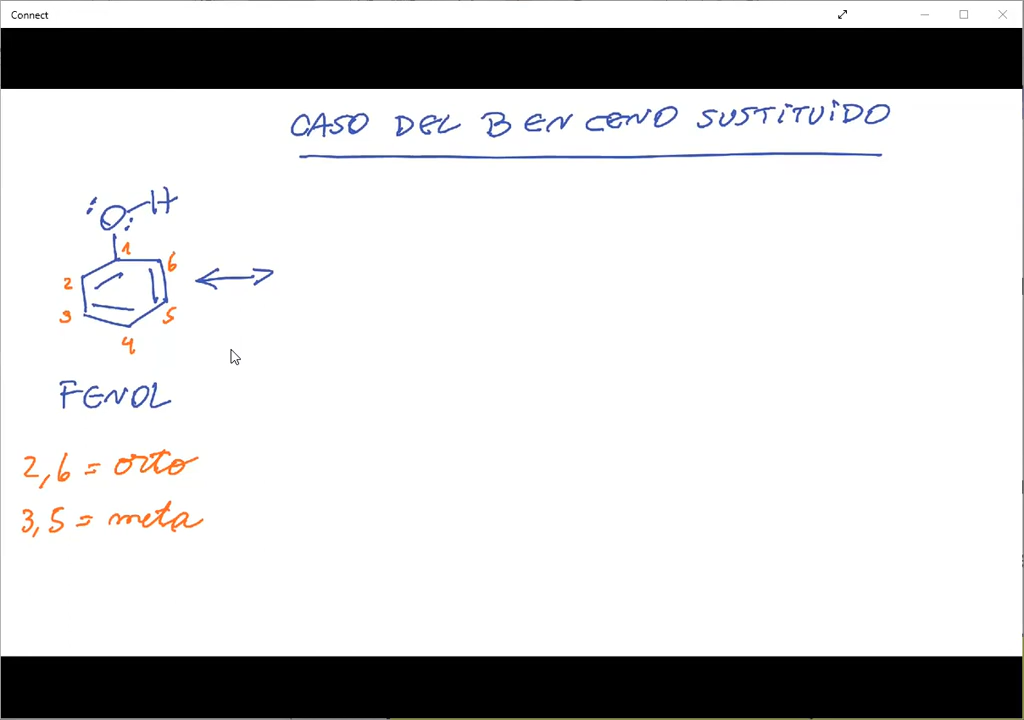 Connect
CASO DEL BENCENO SUSTITUIDO
:O-H
:
1
2
6
3
5
4
FENOL
2,6 = orto
3,5 = meta